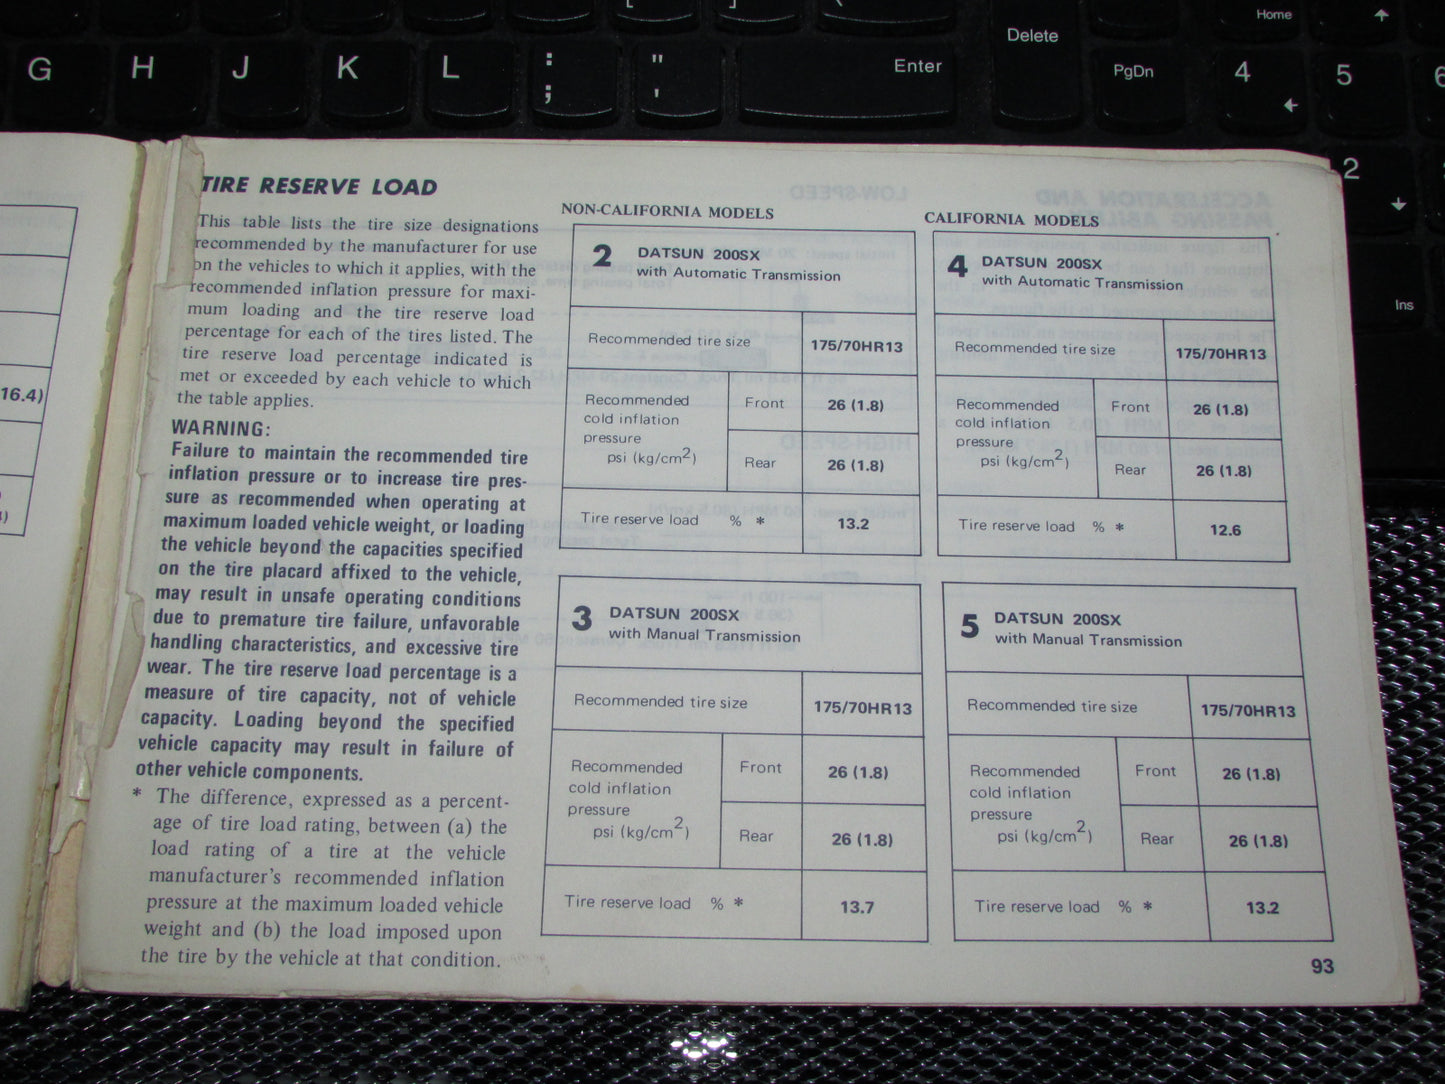 [ ] \ Home ↑
G H J K L : ; " ' Enter Delete PgDn 4 ← 5 6
2 ↓
Ins
16.4)
TIRE RESERVE LOAD
This table lists the tire size designations
recommended by the manufacturer for use
on the vehicles to which it applies, with the
recommended inflation pressure for maxi-
mum loading and the tire reserve load
percentage for each of the tires listed. The
tire reserve load percentage indicated is
met or exceeded by each vehicle to which
the table applies.
WARNING:
Failure to maintain the recommended tire
inflation pressure or to increase tire pres-
sure as recommended when operating at
maximum loaded vehicle weight, or loading
the vehicle beyond the capacities specified
on the tire placard affixed to the vehicle,
may result in unsafe operating conditions
due to premature tire failure, unfavorable
handling characteristics, and excessive tire
wear. The tire reserve load percentage is a
measure of tire capacity, not of vehicle
capacity. Loading beyond the specified
vehicle capacity may result in failure of
other vehicle components.
* The difference, expressed as a percent-
age of tire load rating, between (a) the
load rating of a tire at the vehicle
manufacturer's recommended inflation
pressure at the maximum loaded vehicle
weight and (b) the load imposed upon
the tire by the vehicle at that condition.
NON-CALIFORNIA MODELS
2 DATSUN 200SX
with Automatic Transmission
Recommended tire size 175/70HR13
Recommended
cold inflation
pressure
psi (kg/cm2)
Front 26 (1.8)
Rear 26 (1.8)
Tire reserve load % * 13.2
3 DATSUN 200SX
with Manual Transmission
Recommended tire size 175/70HR13
Recommended
cold inflation
pressure
psi (kg/cm2)
Front 26 (1.8)
Rear 26 (1.8)
Tire reserve load % * 13.7
CALIFORNIA MODELS
4 DATSUN 200SX
with Automatic Transmission
Recommended tire size 175/70HR13
Recommended
cold inflation
pressure
psi (kg/cm2)
Front 26 (1.8)
Rear 26 (1.8)
Tire reserve load % * 12.6
5 DATSUN 200SX
with Manual Transmission
Recommended tire size 175/70HR13
Recommended
cold inflation
pressure
psi (kg/cm2)
Front 26 (1.8)
Rear 26 (1.8)
Tire reserve load % * 13.2
93